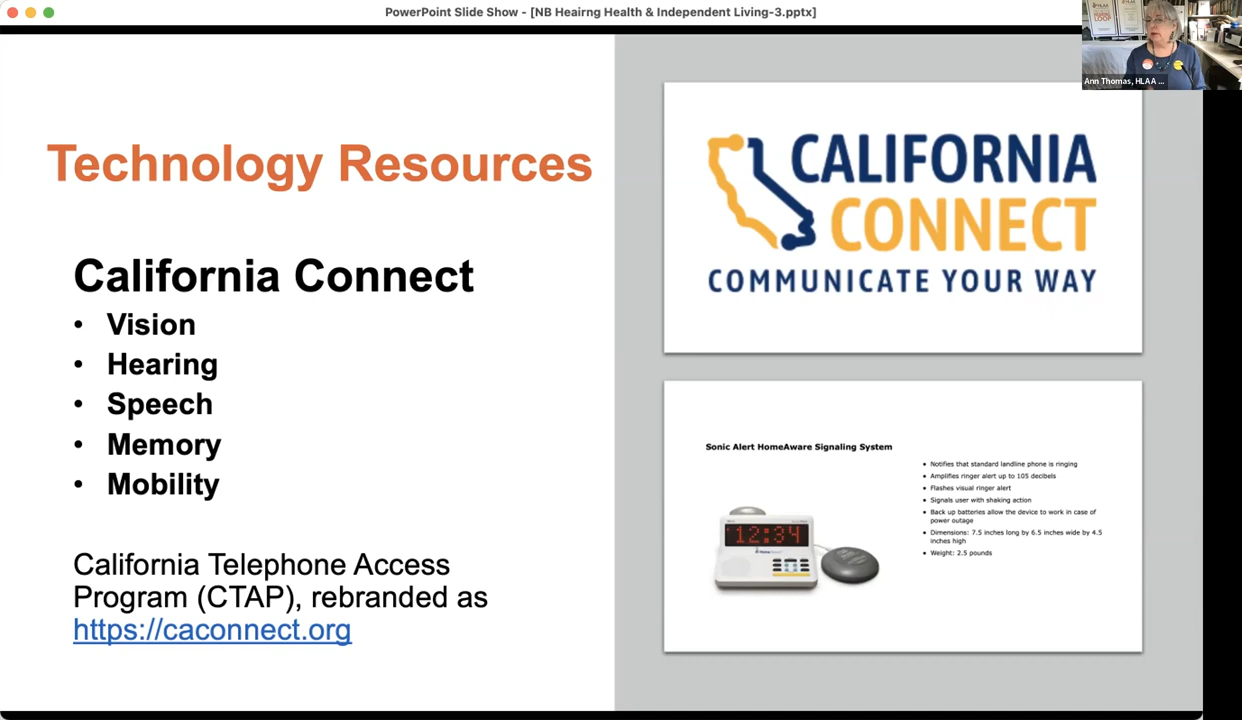 PowerPoint Slide Show - [NB Heairng Health & Independent Living-3.pptx]
Ann Thomas, HLAA ...
Technology Resources
California Connect
• Vision
• Hearing
• Speech
• Memory
• Mobility
California Telephone Access
Program (CTAP), rebranded as
https://caconnect.org
CALIFORNIA
CONNECT
COMMUNICATE YOUR WAY
Sonic Alert HomeAware Signaling System
• Notifies that standard landline phone is ringing
• Amplifies ringer alert up to 105 decibels
• Flashes visual ringer alert
• Signals user with shaking action
• Back up batteries allow the device to work in case of
power outage
• Dimensions: 7.5 inches long by 6.5 inches wide by 4.5
inches high
• Weight: 2.5 pounds
12:34